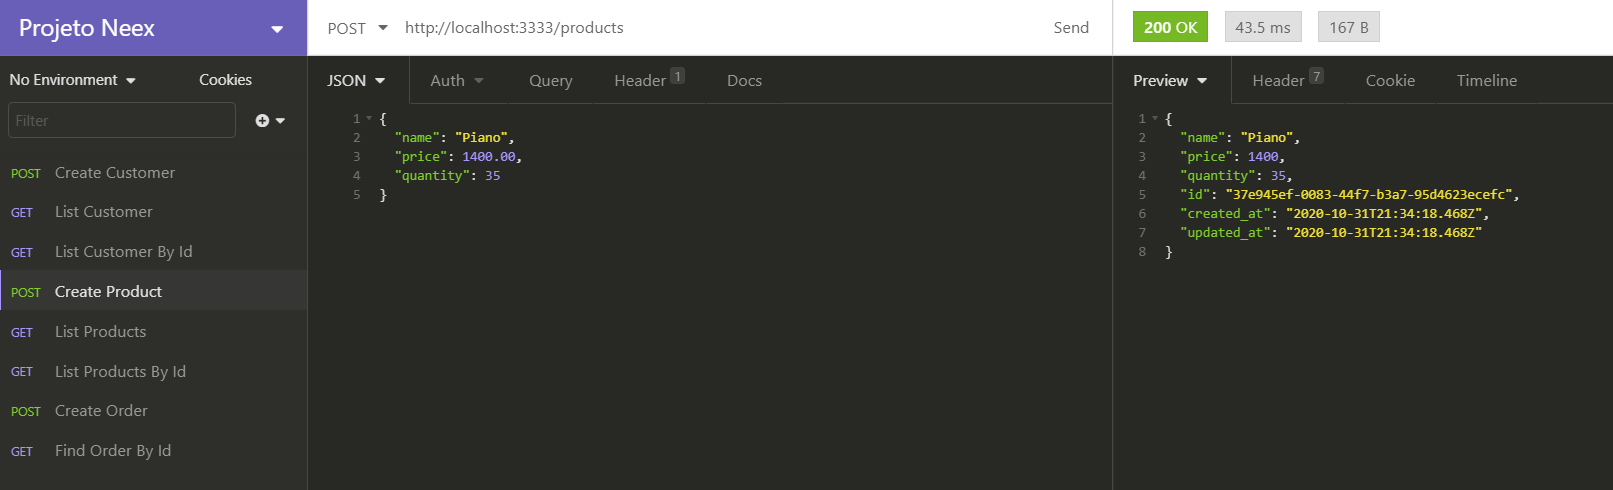 Projeto Neex
POST http://localhost:3333/products Send
200 OK 43.5 ms 167 B
No Environment Cookies
Filter
POST Create Customer
GET List Customer
GET List Customer By Id
POST Create Product
GET List Products
GET List Products By Id
POST Create Order
GET Find Order By Id
JSON Auth Query Header 1 Docs
1 {
2 "name": "Piano",
3 "price": 1400.00,
4 "quantity": 35
5 }
Preview Header 7 Cookie Timeline
1 {
2 "name": "Piano",
3 "price": 1400,
4 "quantity": 35,
5 "id": "37e945ef-0083-44f7-b3a7-95d4623ecefc",
6 "created_at": "2020-10-31T21:34:18.468Z",
7 "updated_at": "2020-10-31T21:34:18.468Z"
8 }